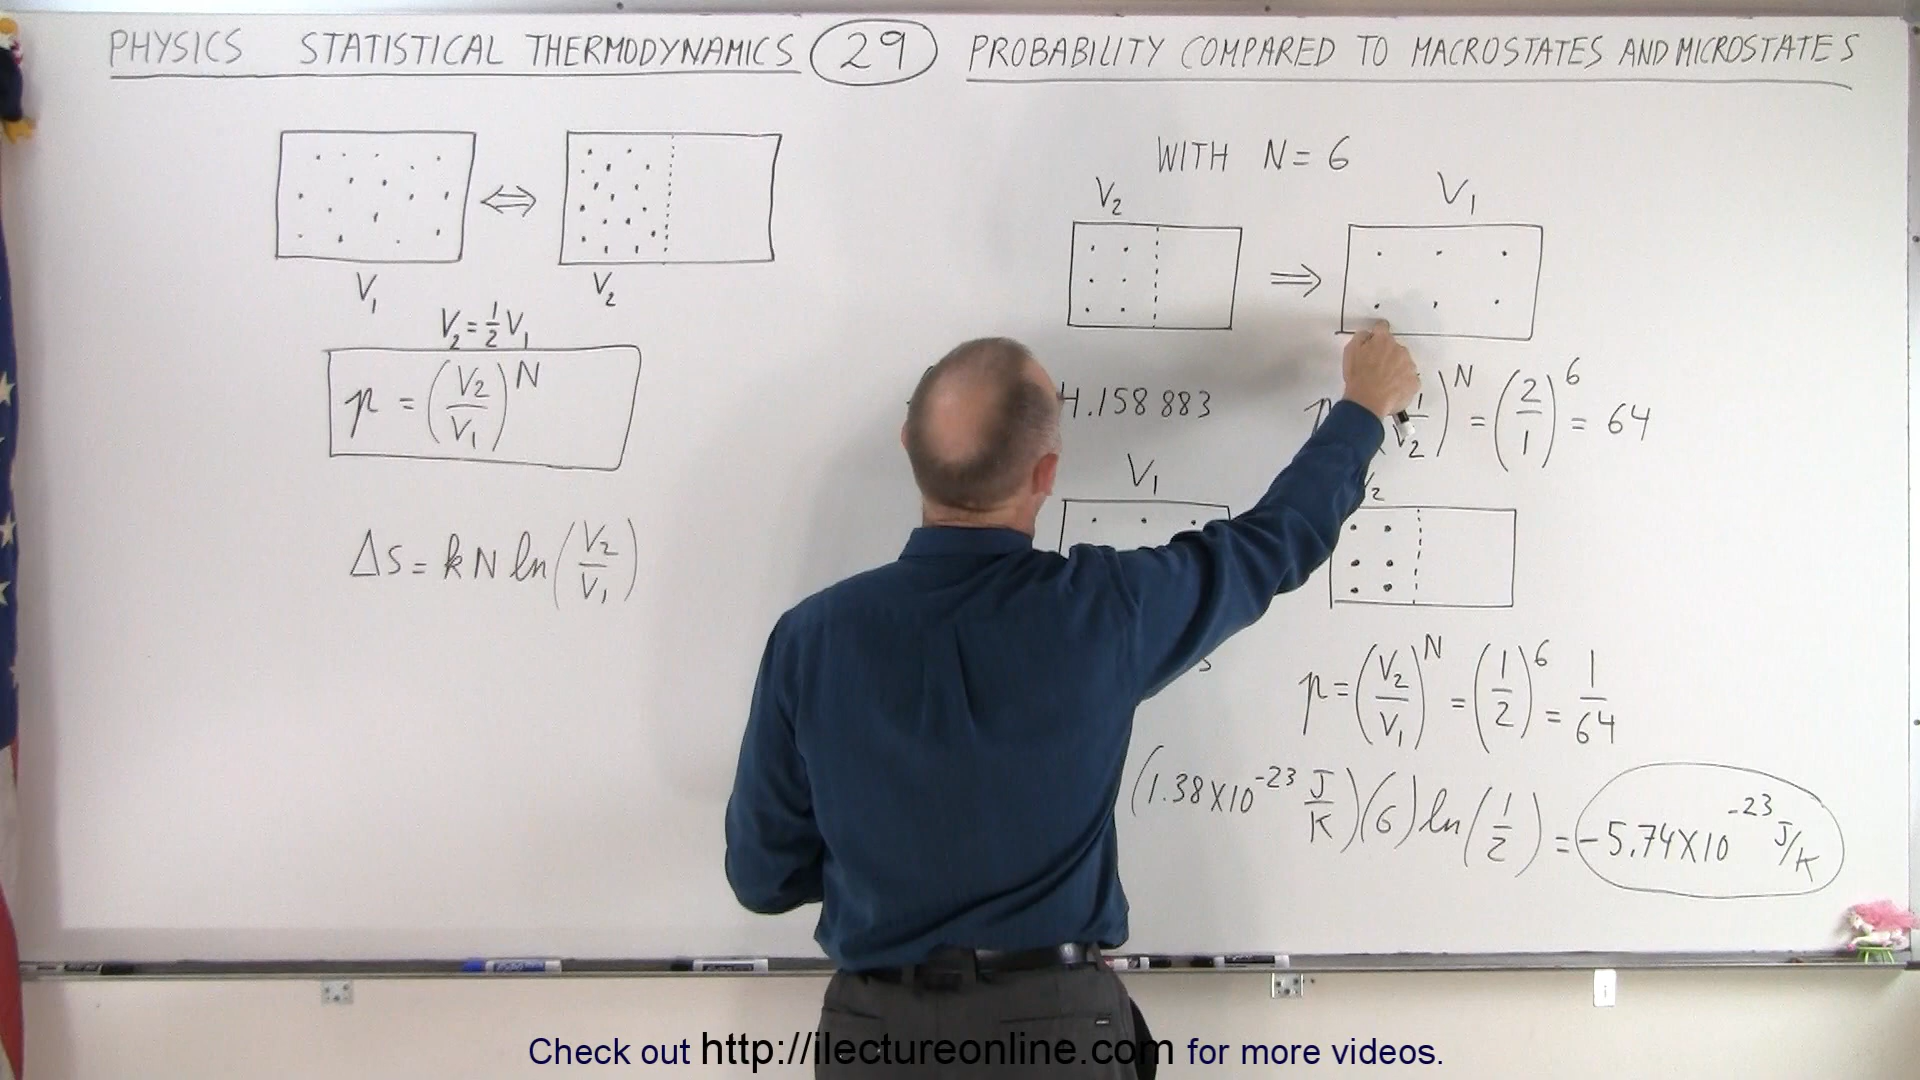 PHYSICS STATISTICAL THERMODYNAMICS 29 PROBABILITY COMPARED TO MACROSTATES AND MICROSTATES
V₁
V₂
V₂ = ½ V₁
p = (V₂/V₁)^N
ΔS = k N ln(V₂/V₁)
WITH N = 6
V₂ V₁
4.158 883
V₂)^N = (2/1)^6 = 64
V₁
p = (V₂/V₁)^N = (1/2)^6 = 1/64
(1.38X10^-23 J/K)(6) ln(1/2) = -5.74X10^-23 J/K
Check out http://ilectureonline.com for more videos.